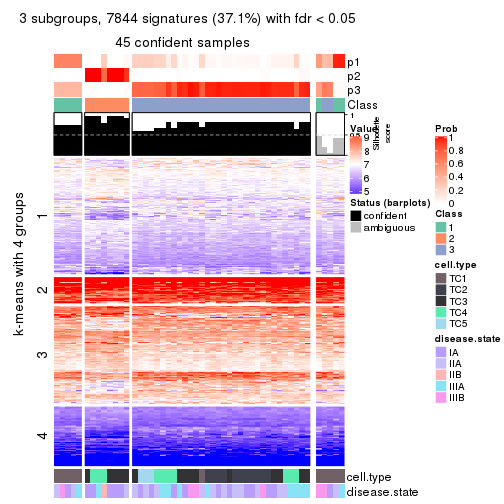 3 subgroups, 7844 signatures (37.1%) with fdr < 0.05
45 confident samples
k-means with 4 groups
1
2
3
4
p1
p2
p3
Class
1
Silhouette
score
cell.type
disease.state
Value
9
8
7
6
5
Status (barplots)
confident
ambiguous
Prob
1
0.8
0.6
0.4
0.2
0
Class
1
2
3
cell.type
TC1
TC2
TC3
TC4
TC5
disease.state
IA
IIA
IIB
IIIA
IIIB